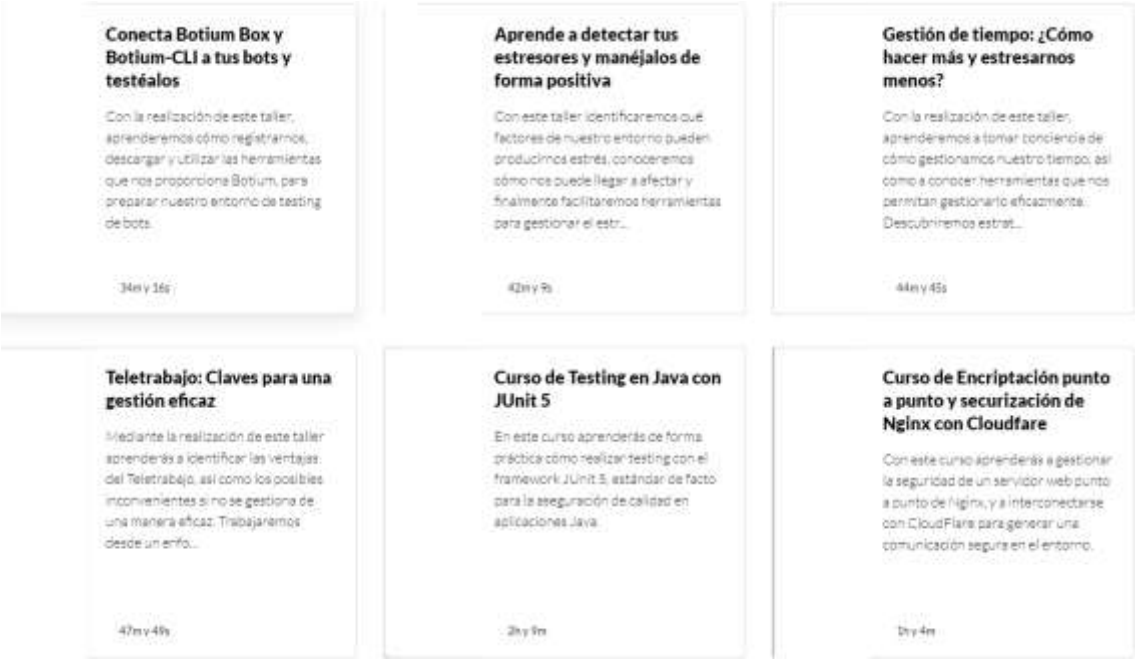 Conecta Botium Box y
Botium-CLI a tus bots y
testéalos
Con la realización de este taller,
aprenderemos cómo registrarnos,
descargar y utilizar las herramientas
que nos proporciona Botium, para
preparar nuestro entorno de testing
de bots.
34m y 16s
Aprende a detectar tus
estresores y manéjalos de
forma positiva
Con este taller identificaremos qué
factores de nuestro entorno pueden
producirnos estrés, conoceremos
cómo nos puede llegar a afectar y
finalmente facilitaremos herramientas
para gestionar el estr...
42m y 9s
Gestión de tiempo: ¿Cómo
hacer más y estresarnos
menos?
Con la realización de este taller,
aprenderemos a tomar conciencia de
cómo gestionamos nuestro tiempo, así
como a conocer herramientas que nos
permitan gestionarlo eficazmente.
Descubriremos estrat...
44m y 45s
Teletrabajo: Claves para una
gestión eficaz
Mediante la realización de este taller
aprenderás a identificar las ventajas
del Teletrabajo, así como los posibles
inconvenientes si no se gestiona de
una manera eficaz. Trabajaremos
desde un enfo...
47m y 49s
Curso de Testing en Java con
JUnit 5
En este curso aprenderás de forma
práctica cómo realizar testing con el
framework JUnit 5, estándar de facto
para la aseguración de calidad en
aplicaciones Java.
2h y 9m
Curso de Encriptación punto
a punto y securización de
Nginx con Cloudfare
Con este curso aprenderás a gestionar
la seguridad de un servidor web punto
a punto de Nginx, y a interconectarse
con CloudFlare para generar una
comunicación segura en el entorno.
1h y 4m